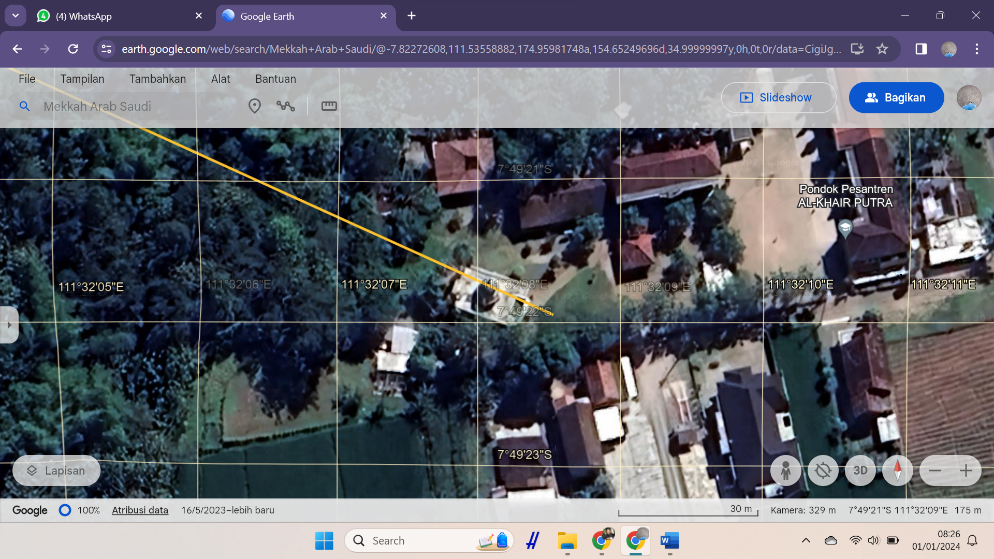 (4) WhatsApp
Google Earth
earth.google.com/web/search/Mekkah+Arab+Saudi/@-7.82272608,111.53558882,174.95981748a,154.65249696d,34.99999997y,0h,0t,0r/data=CigiJg...
File Tampilan Tambahkan Alat Bantuan
Mekkah Arab Saudi
Slideshow
Bagikan
7°49'21"S
Pondok Pesantren
AL-KHAIR PUTRA
111°32'05"E 111°32'06"E 111°32'07"E 111°32'08"E 111°32'09"E 111°32'10"E 111°32'11"E
7°49'22"S
7°49'23"S
Lapisan
3D
Google 100% Atribusi data 16/5/2023–lebih baru 30 m Kamera: 329 m 7°49'21"S 111°32'09"E 175 m
Search
08:26
01/01/2024